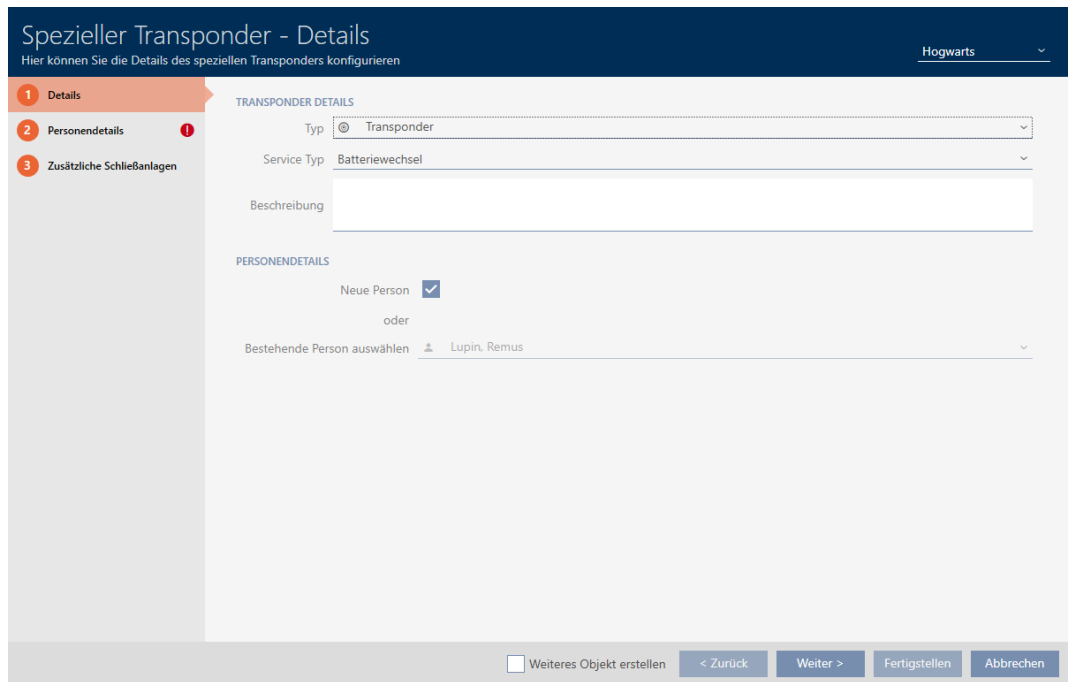 Spezieller Transponder - Details
Hier können Sie die Details des speziellen Transponders konfigurieren
Hogwarts
1 Details
2 Personendetails !
3 Zusätzliche Schließanlagen
TRANSPONDER DETAILS
Typ Transponder
Service Typ Batteriewechsel
Beschreibung
PERSONENDETAILS
Neue Person
oder
Bestehende Person auswählen Lupin, Remus
Weiteres Objekt erstellen < Zurück Weiter > Fertigstellen Abbrechen